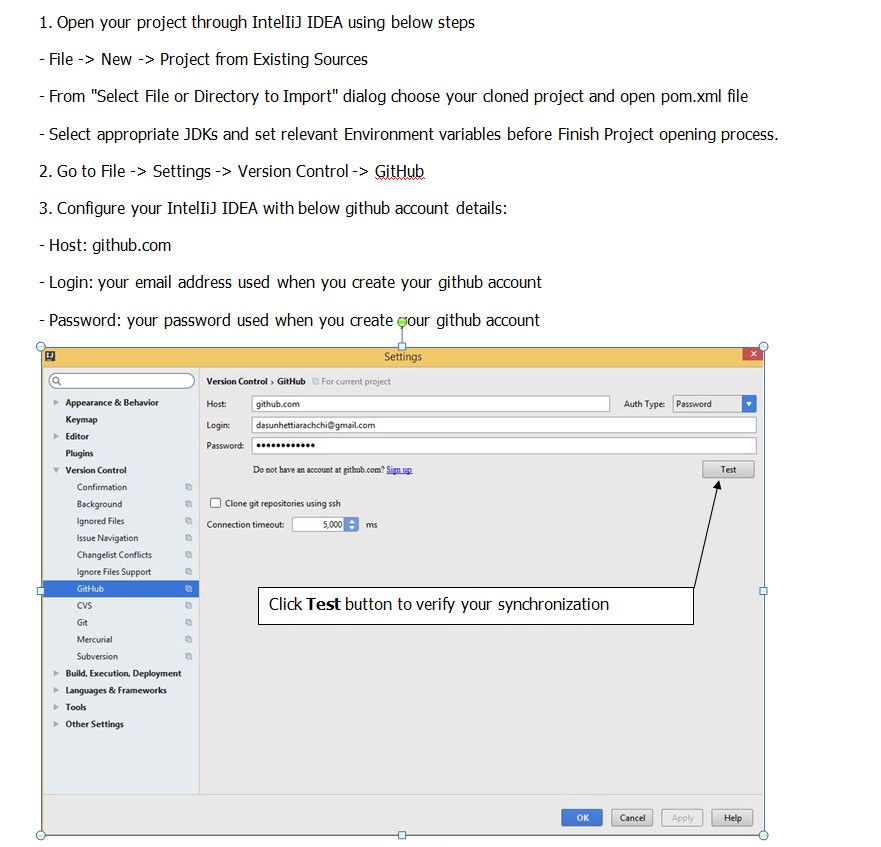 1. Open your project through IntelIiJ IDEA using below steps
- File -> New -> Project from Existing Sources
- From "Select File or Directory to Import" dialog choose your cloned project and open pom.xml file
- Select appropriate JDKs and set relevant Environment variables before Finish Project opening process.
2. Go to File -> Settings -> Version Control -> GitHub
3. Configure your IntelIiJ IDEA with below github account details:
- Host: github.com
- Login: your email address used when you create your github account
- Password: your password used when you create your github account
Settings
Version Control › GitHub For current project
Appearance & Behavior
Keymap
Editor
Plugins
Version Control
Confirmation
Background
Ignored Files
Issue Navigation
Changelist Conflicts
Ignore Files Support
GitHub
CVS
Git
Mercurial
Subversion
Build, Execution, Deployment
Languages & Frameworks
Tools
Other Settings
Host: github.com Auth Type: Password
Login: dasunhettiarachchi@gmail.com
Password: ••••••••••••
Do not have an account at github.com? Sign up
Test
Clone git repositories using ssh
Connection timeout: 5,000 ms
Click Test button to verify your synchronization
OK Cancel Apply Help